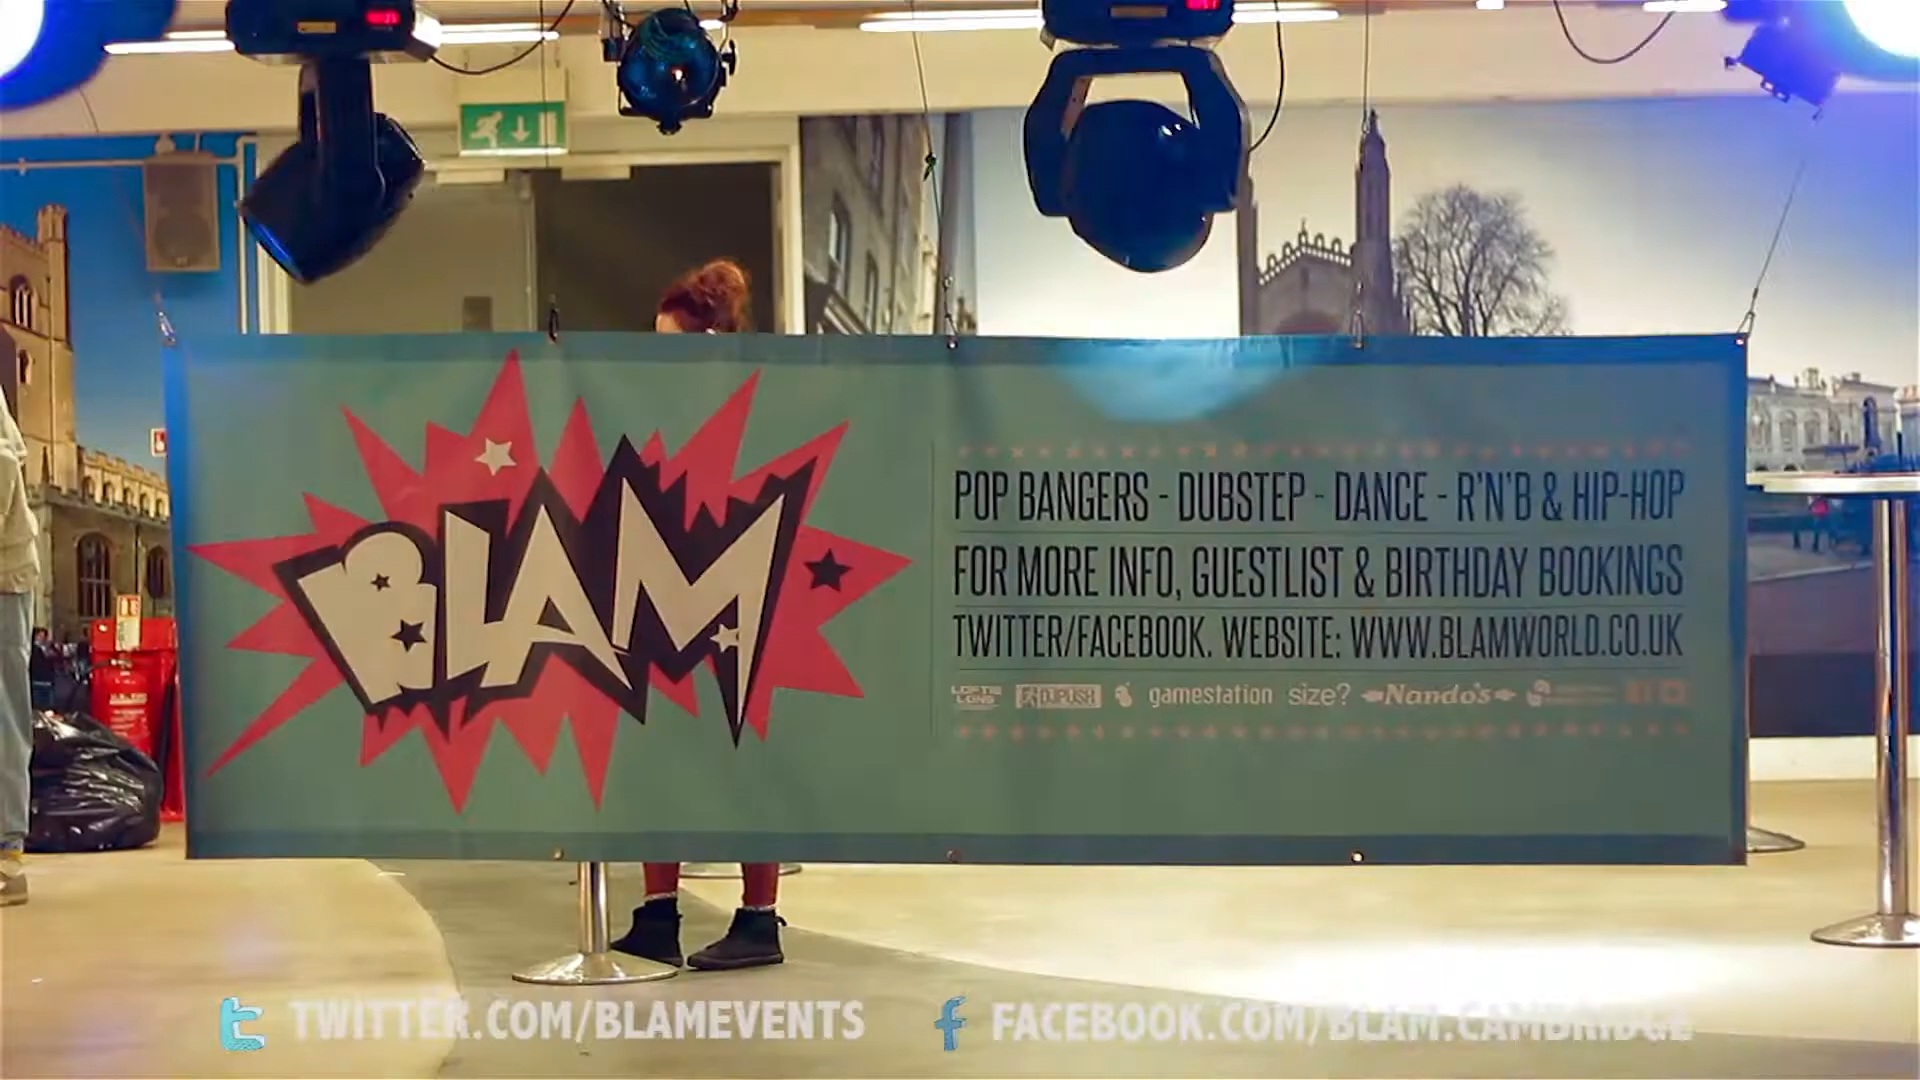 BLAM
POP BANGERS - DUBSTEP - DANCE - R'N'B & HIP-HOP
FOR MORE INFO, GUESTLIST & BIRTHDAY BOOKINGS
TWITTER/FACEBOOK. WEBSITE: WWW.BLAMWORLD.CO.UK
gamestation size? Nando's
TWITTER.COM/BLAMEVENTS FACEBOOK.COM/BLAM.CAMBRIDGE